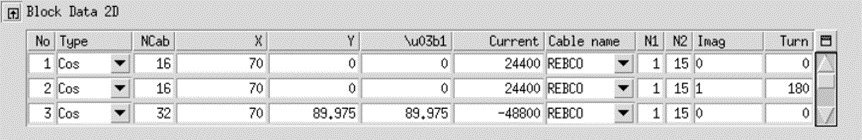 Block Data 2D
No Type NCab X Y \u03b1 Current Cable name N1 N2 Imag Turn
1 Cos 16 70 0 0 24400 REBCO 1 15 0 0
2 Cos 16 70 0 0 24400 REBCO 1 15 1 180
3 Cos 32 70 89.975 89.975 -48800 REBCO 1 15 0 0